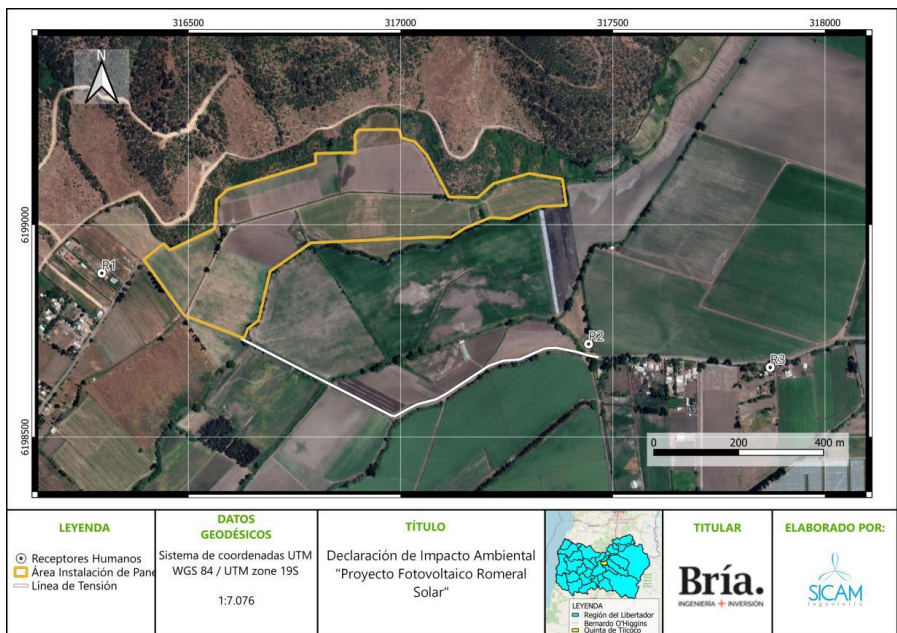 316500
317000
317500
318000
N
6199000
6198500
R1
R2
R3
0 200 400 m
LEYENDA
Receptores Humanos
Área Instalación de Pane
Línea de Tensión
DATOS
GEODÉSICOS
Sistema de coordenadas UTM
WGS 84 / UTM zone 19S
1:7.076
TÍTULO
Declaración de Impacto Ambiental
"Proyecto Fotovoltaico Romeral
Solar"
LEYENDA
Región del Libertador
Bernardo O'Higgins
Quinta de Tilcoco
TITULAR
Bría.
INGENIERÍA + INVERSIÓN
ELABORADO POR:
SICAM
Ingeniería